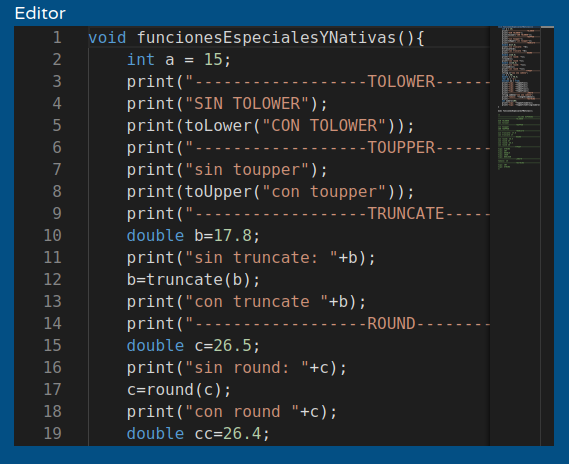 Editor
1 void funcionesEspecialesYNativas(){
2 int a = 15;
3 print("------------------TOLOWER------
4 print("SIN TOLOWER");
5 print(toLower("CON TOLOWER"));
6 print("------------------TOUPPER------
7 print("sin toupper");
8 print(toUpper("con toupper"));
9 print("------------------TRUNCATE-----
10 double b=17.8;
11 print("sin truncate: "+b);
12 b=truncate(b);
13 print("con truncate "+b);
14 print("------------------ROUND--------
15 double c=26.5;
16 print("sin round: "+c);
17 c=round(c);
18 print("con round "+c);
19 double cc=26.4;